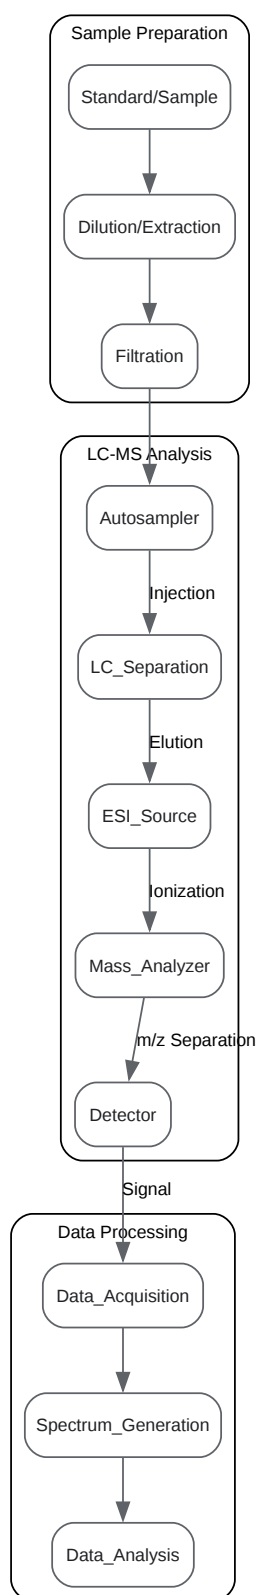 Sample Preparation
Standard/Sample
Dilution/Extraction
Filtration
LC-MS Analysis
Autosampler
Injection
LC_Separation
Elution
ESI_Source
Ionization
Mass_Analyzer
m/z Separation
Detector
Signal
Data Processing
Data_Acquisition
Spectrum_Generation
Data_Analysis